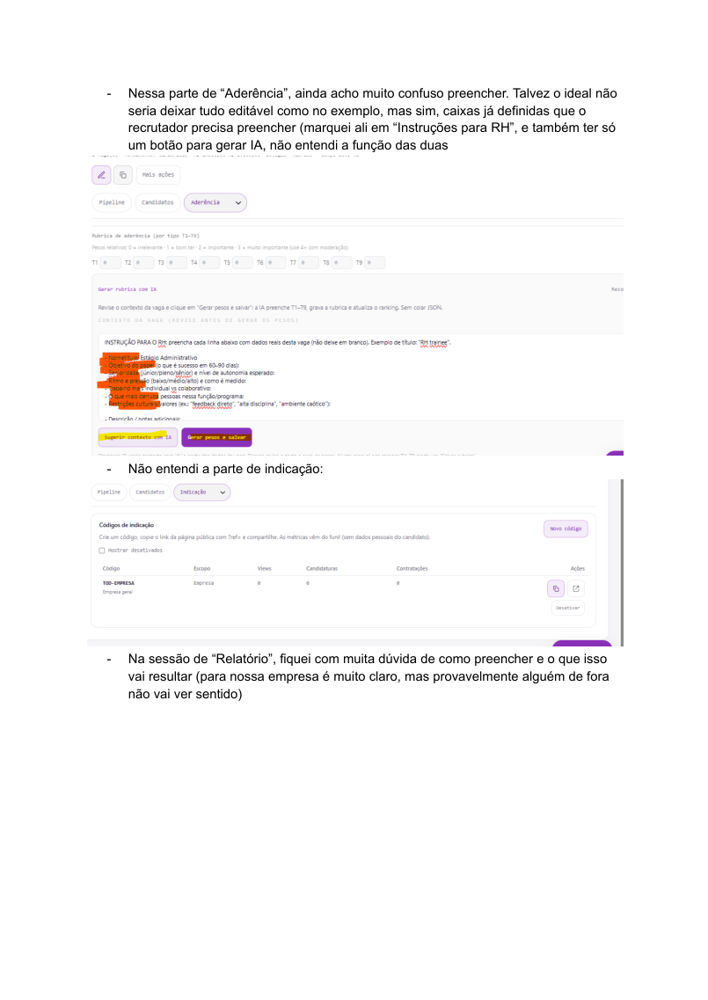 - Nessa parte de “Aderência”, ainda acho muito confuso preencher. Talvez o ideal não
seria deixar tudo editável como no exemplo, mas sim, caixas já definidas que o
recrutador precisa preencher (marquei ali em “Instruções para RH”, e também ter só
um botão para gerar IA, não entendi a função das duas
Mais ações
Pipeline Candidatos Aderência
Rubrica de aderência (por tipo T1–T9)
Pesos relativos: 0 = irrelevante · 1 = bom ter · 2 = importante · 3 = muito importante (use 4+ com moderação).
T1 0 T2 0 T3 0 T4 0 T5 0 T6 0 T7 0 T8 0 T9 0
Gerar rubrica com IA Reco
Revise o contexto da vaga e clique em "Gerar pesos e salvar": a IA preenche T1–T9, grava a rubrica e atualiza o ranking. Sem colar JSON.
CONTEXTO DA VAGA (REVISE ANTES DE GERAR OS PESOS)
INSTRUÇÃO PARA O RH: preencha cada linha abaixo com dados reais desta vaga (não deixe em branco). Exemplo de título: "RH trainee".
- Nome/título: Estágio Administrativo
- Objetivo do papel (o que é sucesso em 60–90 dias):
- Senioridade (júnior/pleno/sênior) e nível de autonomia esperado:
- Ritmo e pressão (baixo/médio/alto) e como é medido:
- Trabalho mais individual vs colaborativo:
- O que mais derruba pessoas nessa função/programa:
- Restrições culturais/valores (ex.: "feedback direto", "alta disciplina", "ambiente caótico"):
- Descrição / notas adicionais:
Sugerir contexto com IA Gerar pesos e salvar
- Não entendi a parte de indicação:
Pipeline Candidatos Indicação
Códigos de indicação
Novo código
Crie um código, copie o link da página pública com ?ref= e compartilhe. As métricas vêm do funil (sem dados pessoais do candidato).
Mostrar desativados
Código Escopo Views Candidaturas Contratações Ações
TOD-EMPRESA Empresa 0 0 0
Empresa geral
Desativar
- Na sessão de “Relatório”, fiquei com muita dúvida de como preencher e o que isso
vai resultar (para nossa empresa é muito claro, mas provavelmente alguém de fora
não vai ver sentido)